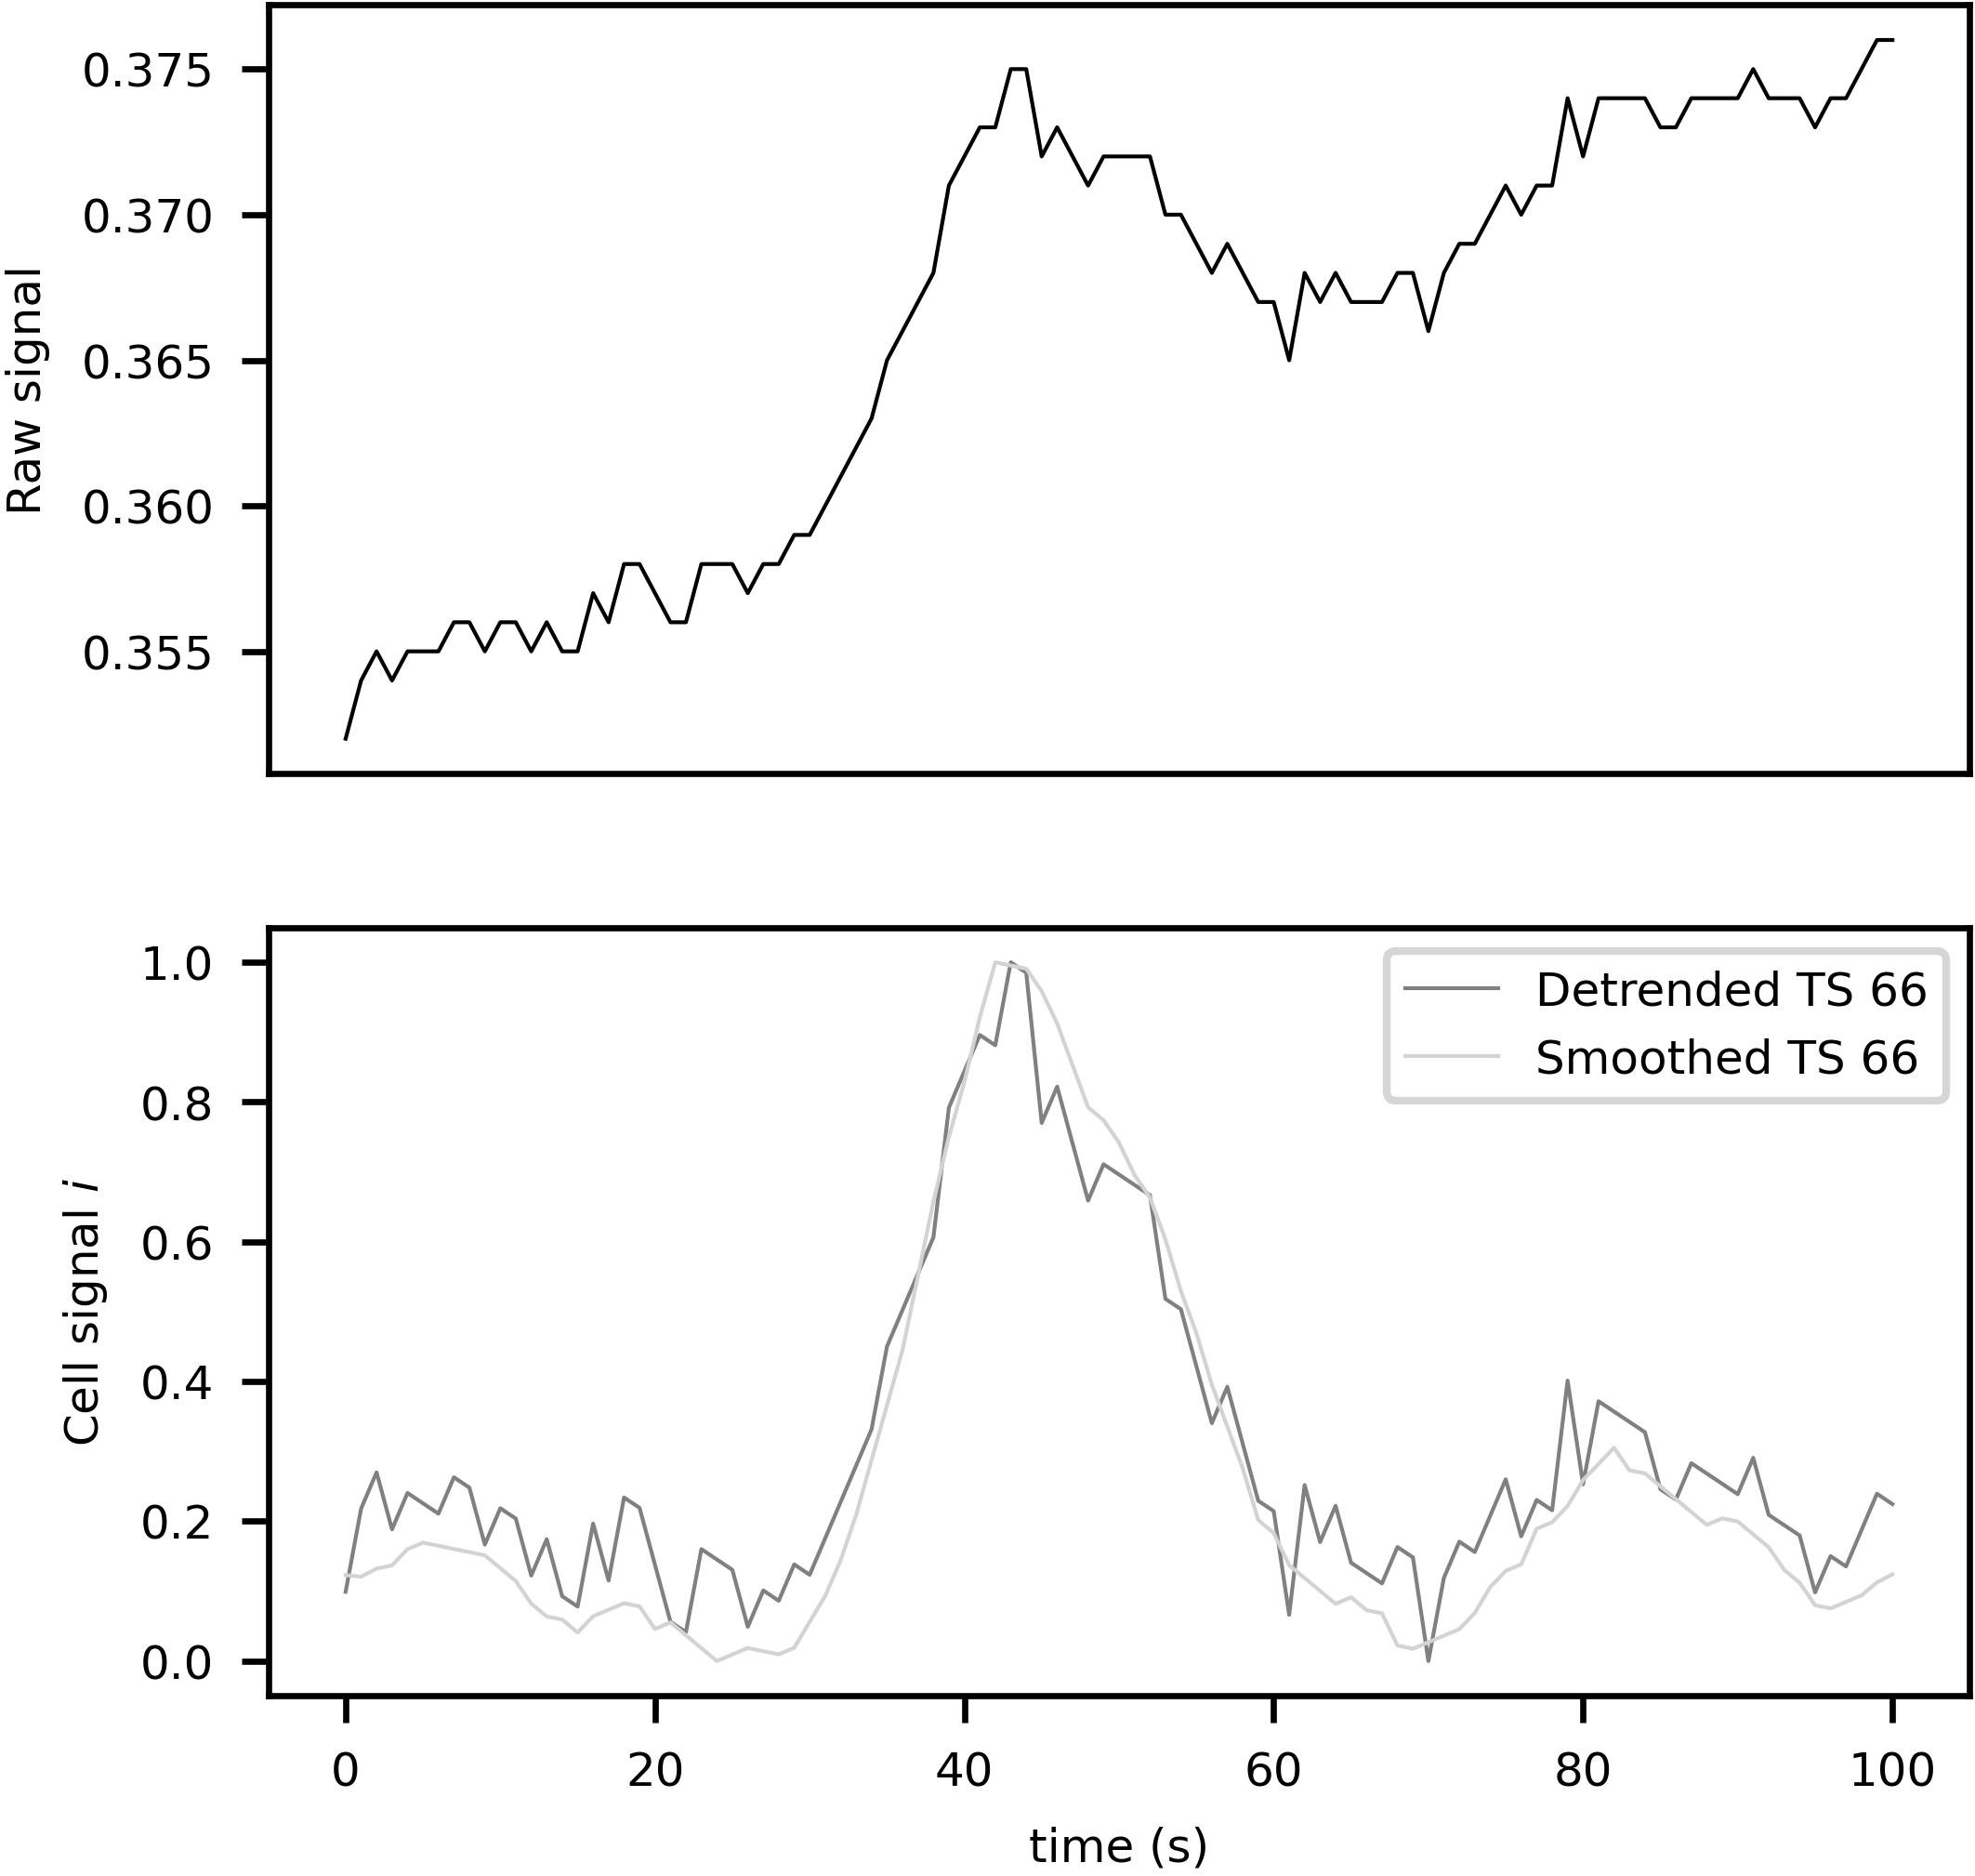 Raw signal
0.375
0.370
0.365
0.360
0.355
Cell signal i
1.0
0.8
0.6
0.4
0.2
0.0
Detrended TS 66
Smoothed TS 66
0 20 40 60 80 100
time (s)